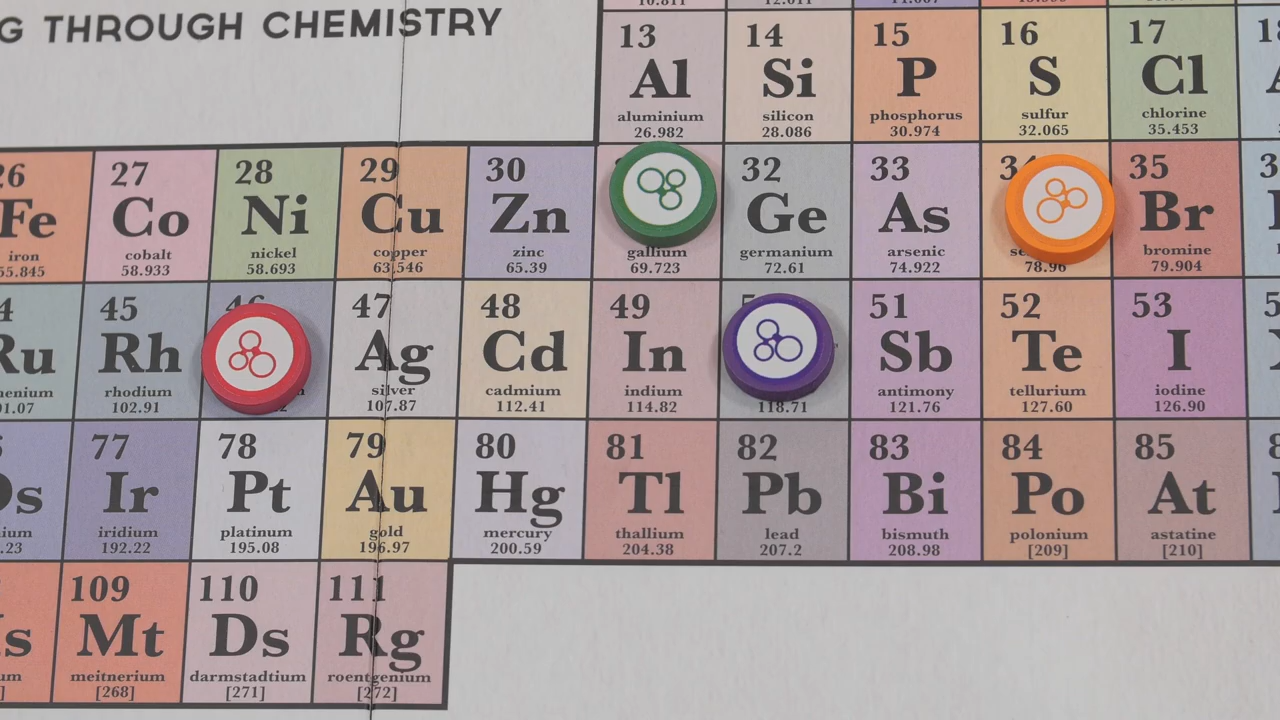 G THROUGH CHEMISTRY
13 14 15 16 17
Al Si P S Cl
aluminium silicon phosphorus sulfur chlorine
26.982 28.086 30.974 32.065 35.453
26 27 28 29 30 32 33 34 35
Fe Co Ni Cu Zn Ge As Br
iron cobalt nickel copper zinc gallium germanium arsenic bromine
55.845 58.933 58.693 63.546 65.39 69.723 72.61 74.922 78.96 79.904
45 46 47 48 49 51 52 53
Ru Rh Ag Cd In Sb Te I
rhodium silver cadmium indium antimony tellurium iodine
102.91 107.87 112.41 114.82 118.71 121.76 127.60 126.90
77 78 79 80 81 82 83 84 85
Os Ir Pt Au Hg Tl Pb Bi Po At
iridium platinum gold mercury thallium lead bismuth polonium astatine
192.22 195.08 196.97 200.59 204.38 207.2 208.98 [209] [210]
109 110 111
Mt Ds Rg
meitnerium darmstadtium roentgenium
[268] [271] [272]